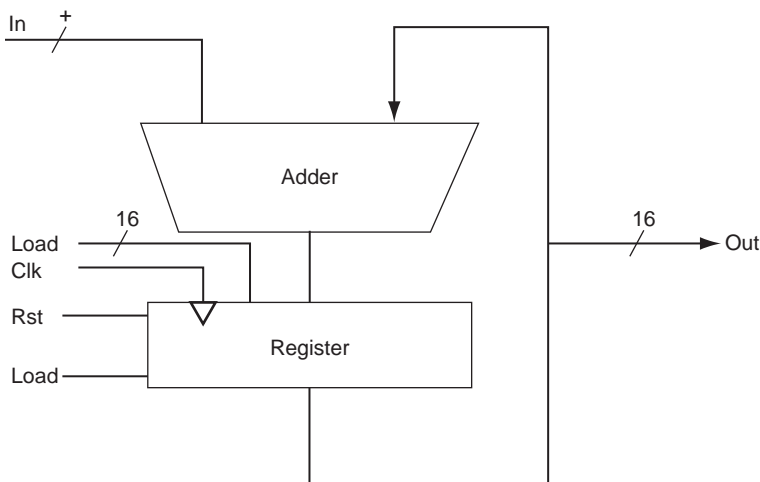 In +
Adder
16
Load
Clk
16
Out
Rst
Register
Load